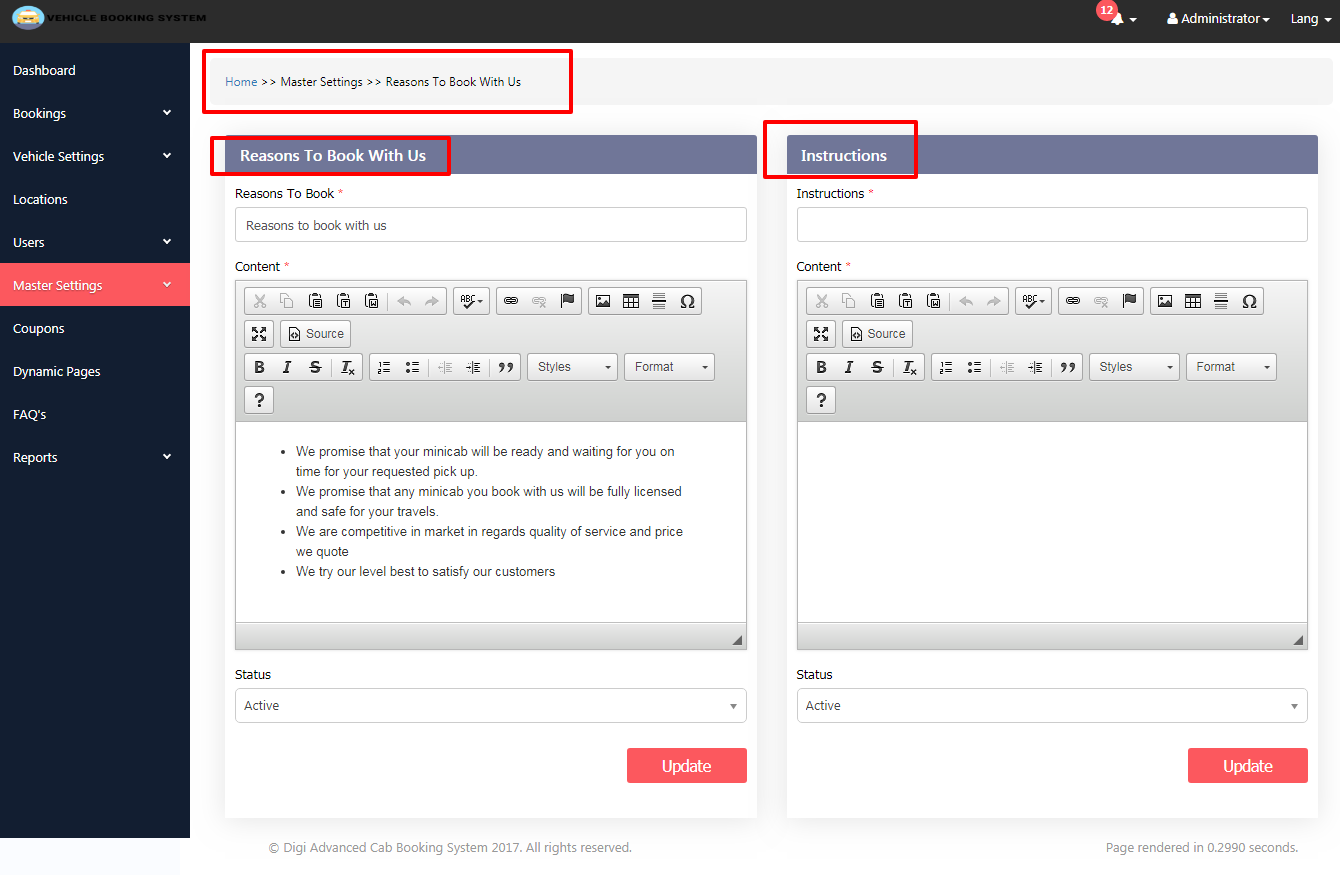 VEHICLE BOOKING SYSTEM
12
Administrator
Lang
Dashboard
Bookings
Vehicle Settings
Locations
Users
Master Settings
Coupons
Dynamic Pages
FAQ's
Reports
Home >> Master Settings >> Reasons To Book With Us
Reasons To Book With Us
Reasons To Book *
Reasons to book with us
Content *
ABC
Ω
Source
B I S Tx
Styles
Format
?
We promise that your minicab will be ready and waiting for you on
time for your requested pick up.
We promise that any minicab you book with us will be fully licensed
and safe for your travels.
We are competitive in market in regards quality of service and price
we quote
We try our level best to satisfy our customers
Status
Active
Update
Instructions
Instructions *
Content *
ABC
Ω
Source
B I S Tx
Styles
Format
?
Status
Active
Update
© Digi Advanced Cab Booking System 2017. All rights reserved.
Page rendered in 0.2990 seconds.